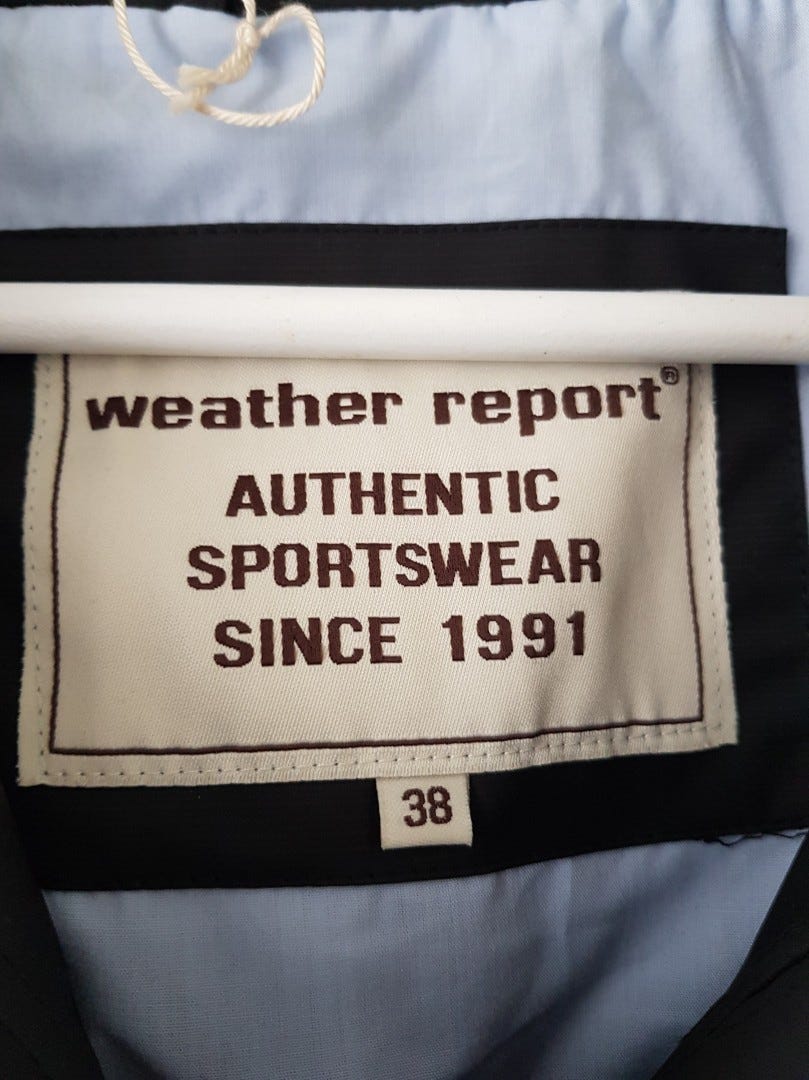 weather report®
AUTHENTIC
SPORTSWEAR
SINCE 1991
38